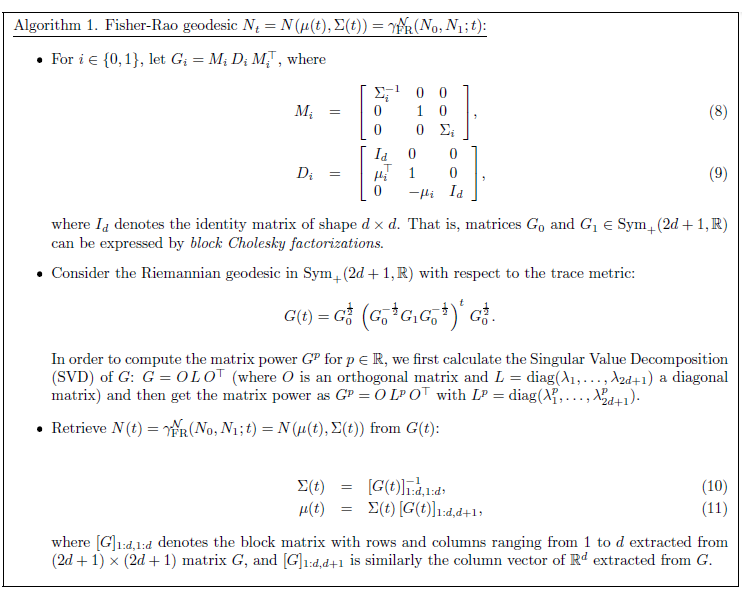 Algorithm 1. Fisher-Rao geodesic $N_t = N(\mu(t), \Sigma(t)) = \gamma_{\mathrm{FR}}^{\mathcal{N}}(N_0, N_1; t)$:
• For $i \in \{0, 1\}$, let $G_i = M_i \, D_i \, M_i^\top$, where
$M_i = \begin{bmatrix} \Sigma_i^{-1} & 0 & 0 \\ 0 & 1 & 0 \\ 0 & 0 & \Sigma_i \end{bmatrix},$ (8)
$D_i = \begin{bmatrix} I_d & 0 & 0 \\ \mu_i^\top & 1 & 0 \\ 0 & -\mu_i & I_d \end{bmatrix},$ (9)
where $I_d$ denotes the identity matrix of shape $d \times d$. That is, matrices $G_0$ and $G_1 \in \mathrm{Sym}_+(2d+1, \mathbb{R})$
can be expressed by block Cholesky factorizations.
• Consider the Riemannian geodesic in $\mathrm{Sym}_+(2d+1, \mathbb{R})$ with respect to the trace metric:
$G(t) = G_0^{\frac{1}{2}} \left( G_0^{-\frac{1}{2}} G_1 G_0^{-\frac{1}{2}} \right)^t G_0^{\frac{1}{2}}.$
In order to compute the matrix power $G^p$ for $p \in \mathbb{R}$, we first calculate the Singular Value Decomposition
(SVD) of $G$: $G = O \, L \, O^\top$ (where $O$ is an orthogonal matrix and $L = \mathrm{diag}(\lambda_1, \ldots, \lambda_{2d+1})$ a diagonal
matrix) and then get the matrix power as $G^p = O \, L^p \, O^\top$ with $L^p = \mathrm{diag}(\lambda_1^p, \ldots, \lambda_{2d+1}^p)$.
• Retrieve $N(t) = \gamma_{\mathrm{FR}}^{\mathcal{N}}(N_0, N_1; t) = N(\mu(t), \Sigma(t))$ from $G(t)$:
$\Sigma(t) = [G(t)]_{1:d,1:d}^{-1},$ (10)
$\mu(t) = \Sigma(t) \, [G(t)]_{1:d,d+1},$ (11)
where $[G]_{1:d,1:d}$ denotes the block matrix with rows and columns ranging from 1 to $d$ extracted from
$(2d+1) \times (2d+1)$ matrix $G$, and $[G]_{1:d,d+1}$ is similarly the column vector of $\mathbb{R}^d$ extracted from $G$.